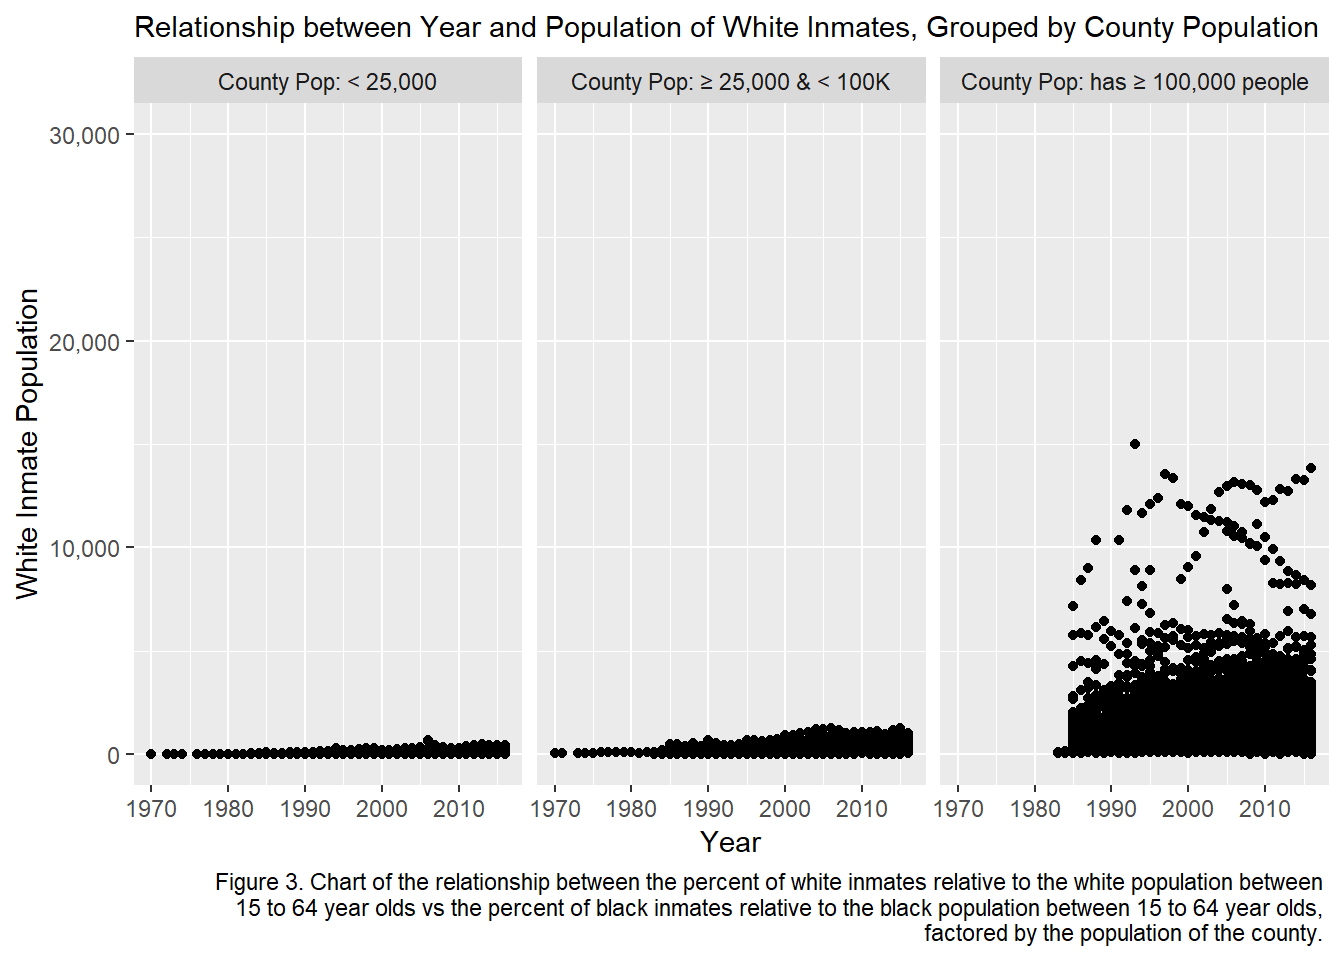 Relationship between Year and Population of White Inmates, Grouped by County Population
County Pop: < 25,000
County Pop: ≥ 25,000 & < 100K
County Pop: has ≥ 100,000 people
30,000
20,000
10,000
0
White Inmate Population
1970 1980 1990 2000 2010
1970 1980 1990 2000 2010
1970 1980 1990 2000 2010
Year
Figure 3. Chart of the relationship between the percent of white inmates relative to the white population between
15 to 64 year olds vs the percent of black inmates relative to the black population between 15 to 64 year olds,
factored by the population of the county.